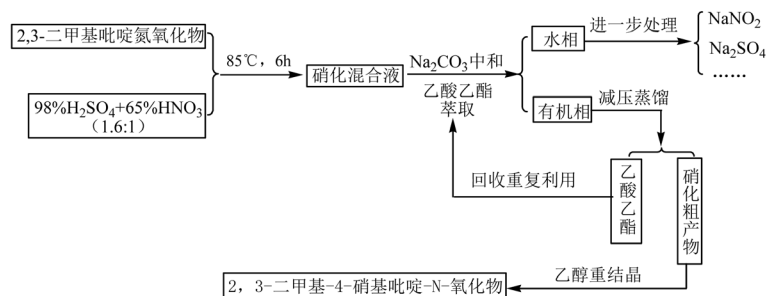 2,3-二甲基吡啶氮氧化物
98%H₂SO₄+65%HNO₃
（1.6:1）
85℃，6h
硝化混合液
Na₂CO₃中和
乙酸乙酯
萃取
水相
进一步处理
NaNO₂
Na₂SO₄
……
有机相
减压蒸馏
乙酸乙酯
硝化粗产物
回收重复利用
乙醇重结晶
2，3-二甲基-4-硝基吡啶-N-氧化物